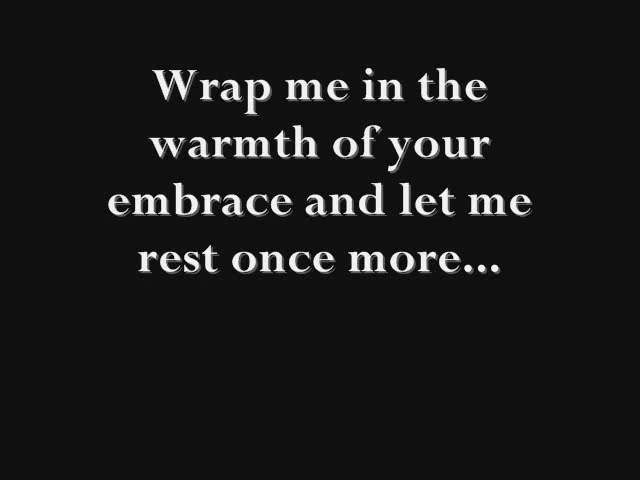 Wrap me in the
warmth of your
embrace and let me
rest once more...